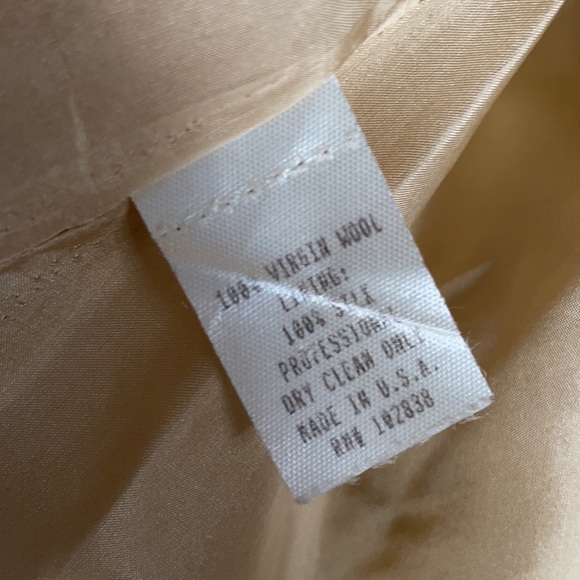 100% VIRGIN WOOL
LINING:
100% SILK
PROFESSIONAL
DRY CLEAN ONLY
MADE IN U.S.A.
RN# 102838